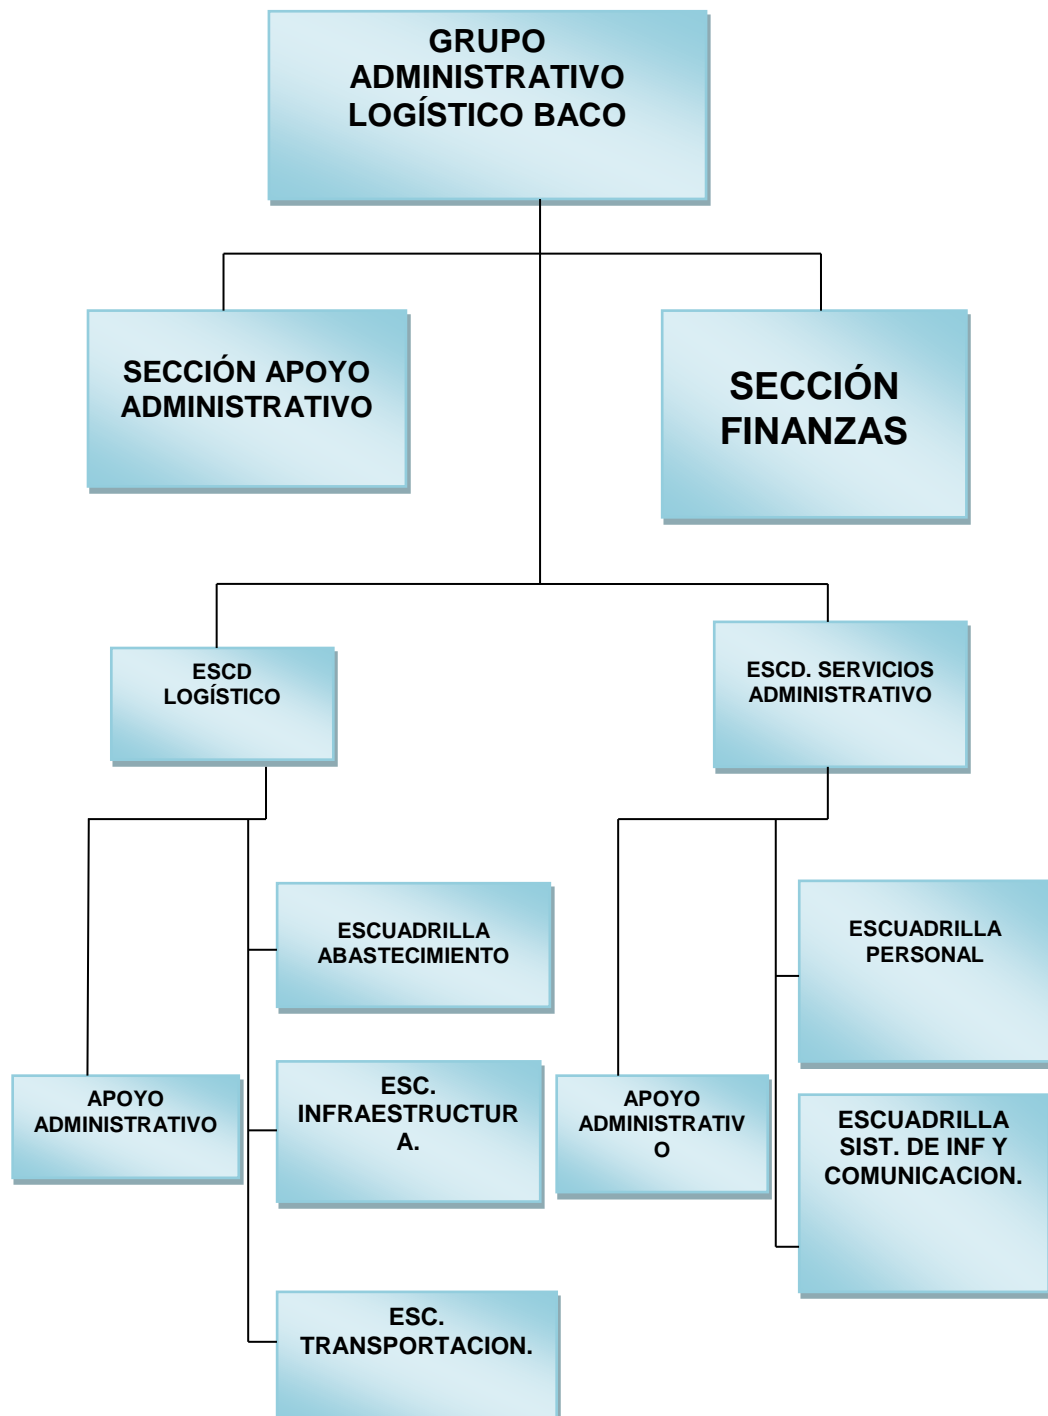 GRUPO
ADMINISTRATIVO
LOGÍSTICO BACO
SECCIÓN APOYO
ADMINISTRATIVO
SECCIÓN
FINANZAS
ESCD
LOGÍSTICO
ESCD. SERVICIOS
ADMINISTRATIVO
ESCUADRILLA
ABASTECIMIENTO
ESCUADRILLA
PERSONAL
APOYO
ADMINISTRATIVO
ESC.
INFRAESTRUCTUR
A.
APOYO
ADMINISTRATIV
O
ESCUADRILLA
SIST. DE INF Y
COMUNICACION.
ESC.
TRANSPORTACION.